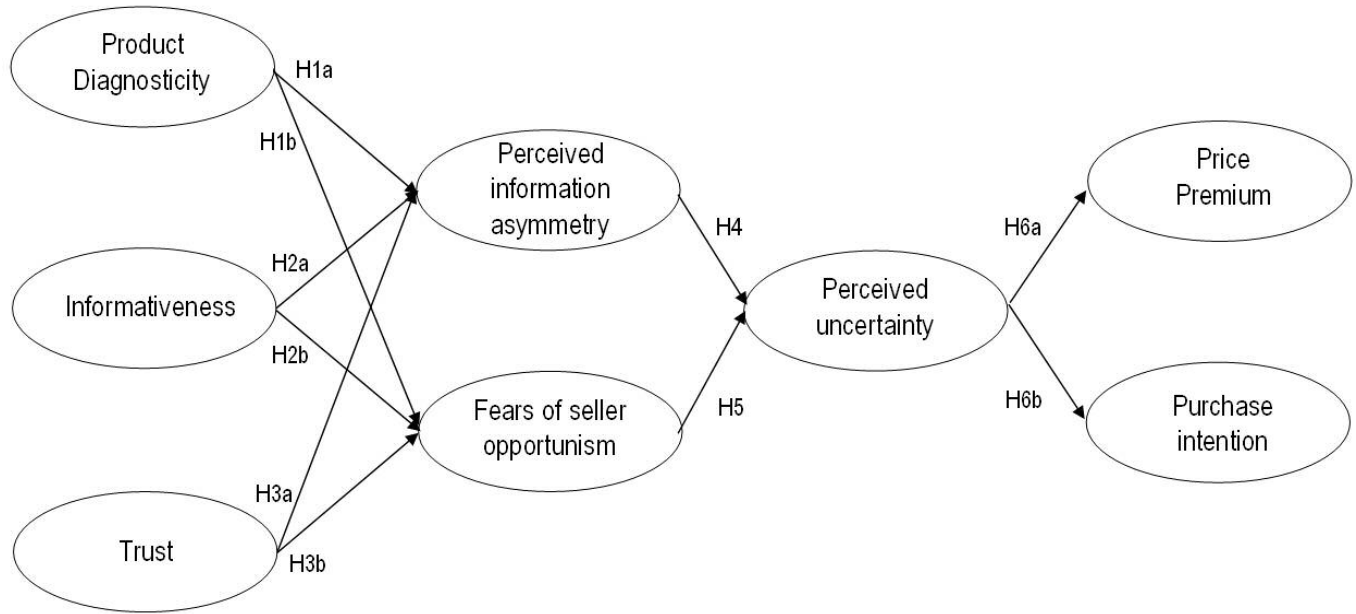 Product
Diagnosticity
H1a
H1b
Perceived
information
asymmetry
Price
Premium
H4
H6a
Informativeness
H2a
H2b
Perceived
uncertainty
Fears of seller
opportunism
H5
H6b
Purchase
intention
H3a
H3b
Trust